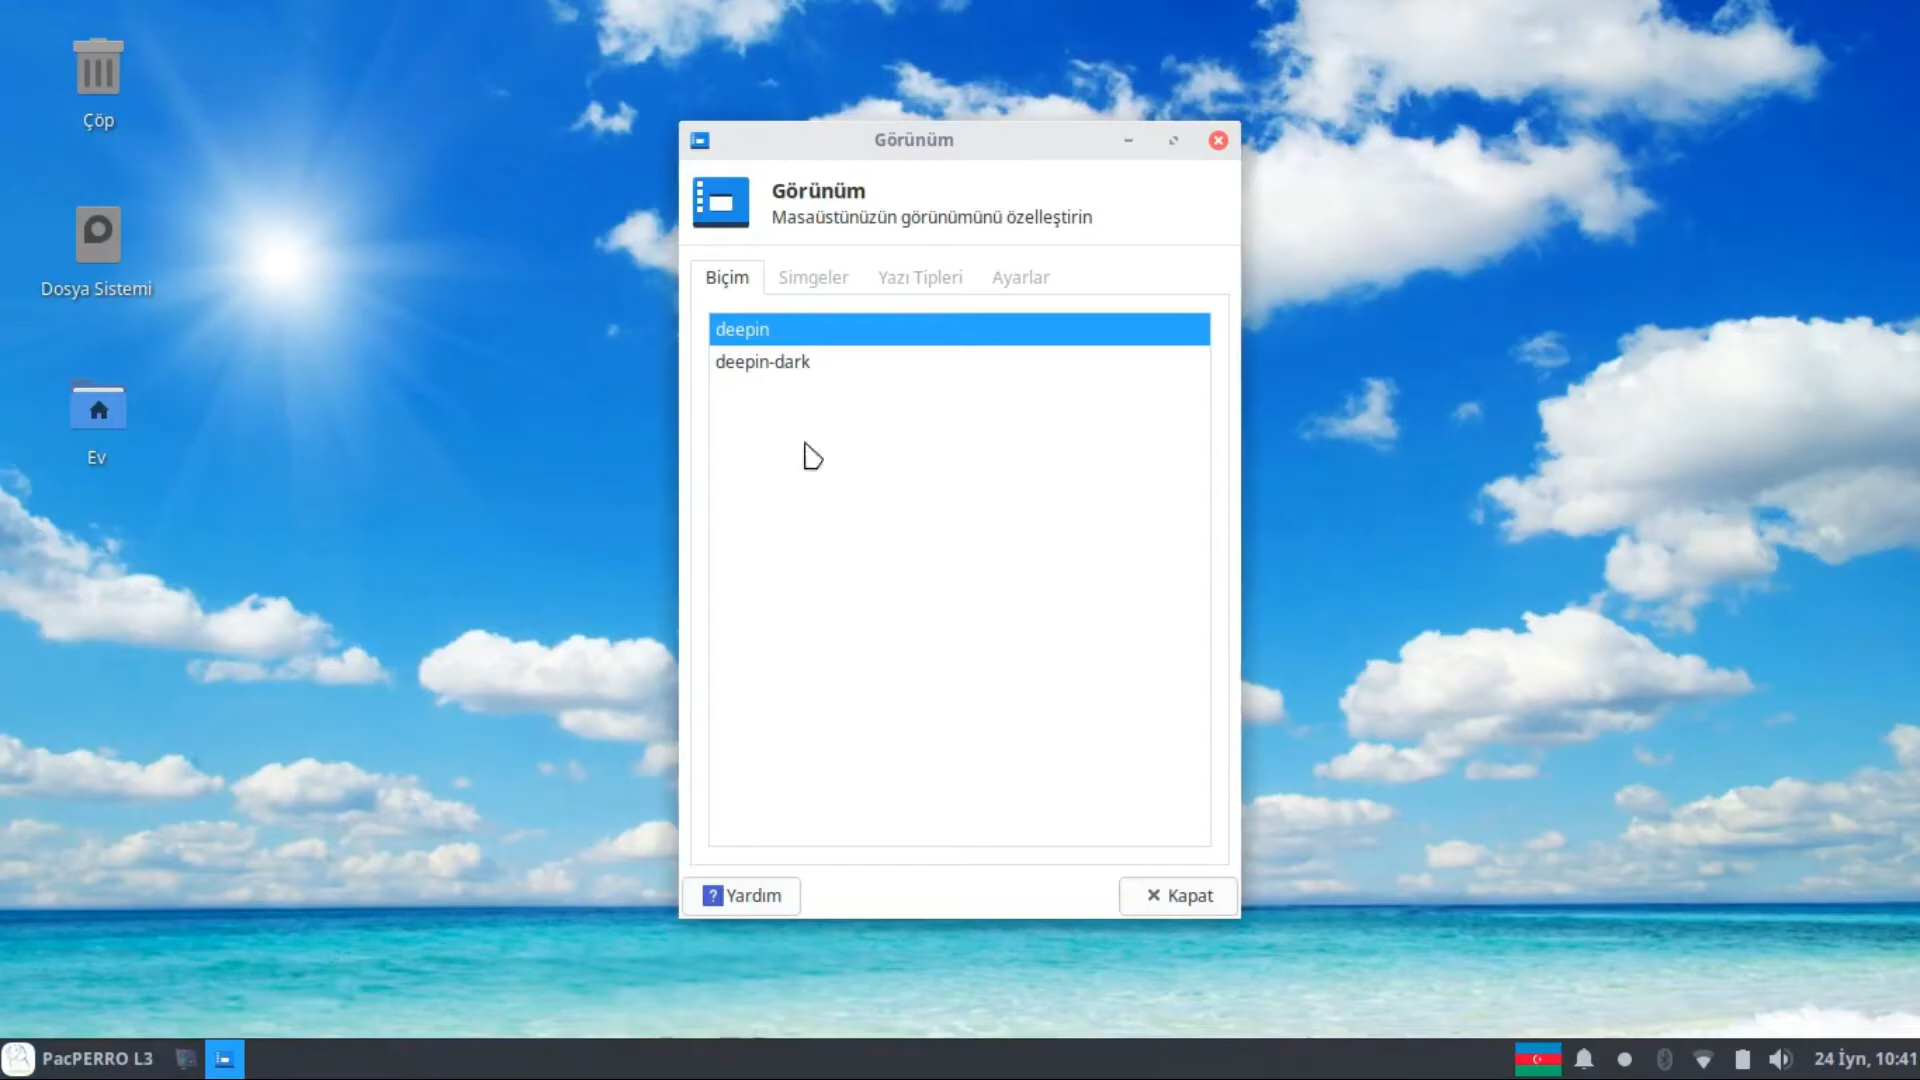 Çöp
Dosya Sistemi
Ev
Görünüm
Görünüm
Masaüstünüzün görünümünü özelleştirin
Biçim Simgeler Yazı Tipleri Ayarlar
deepin
deepin-dark
? Yardım
Kapat
PacPERRO L3
24 İyn, 10:41